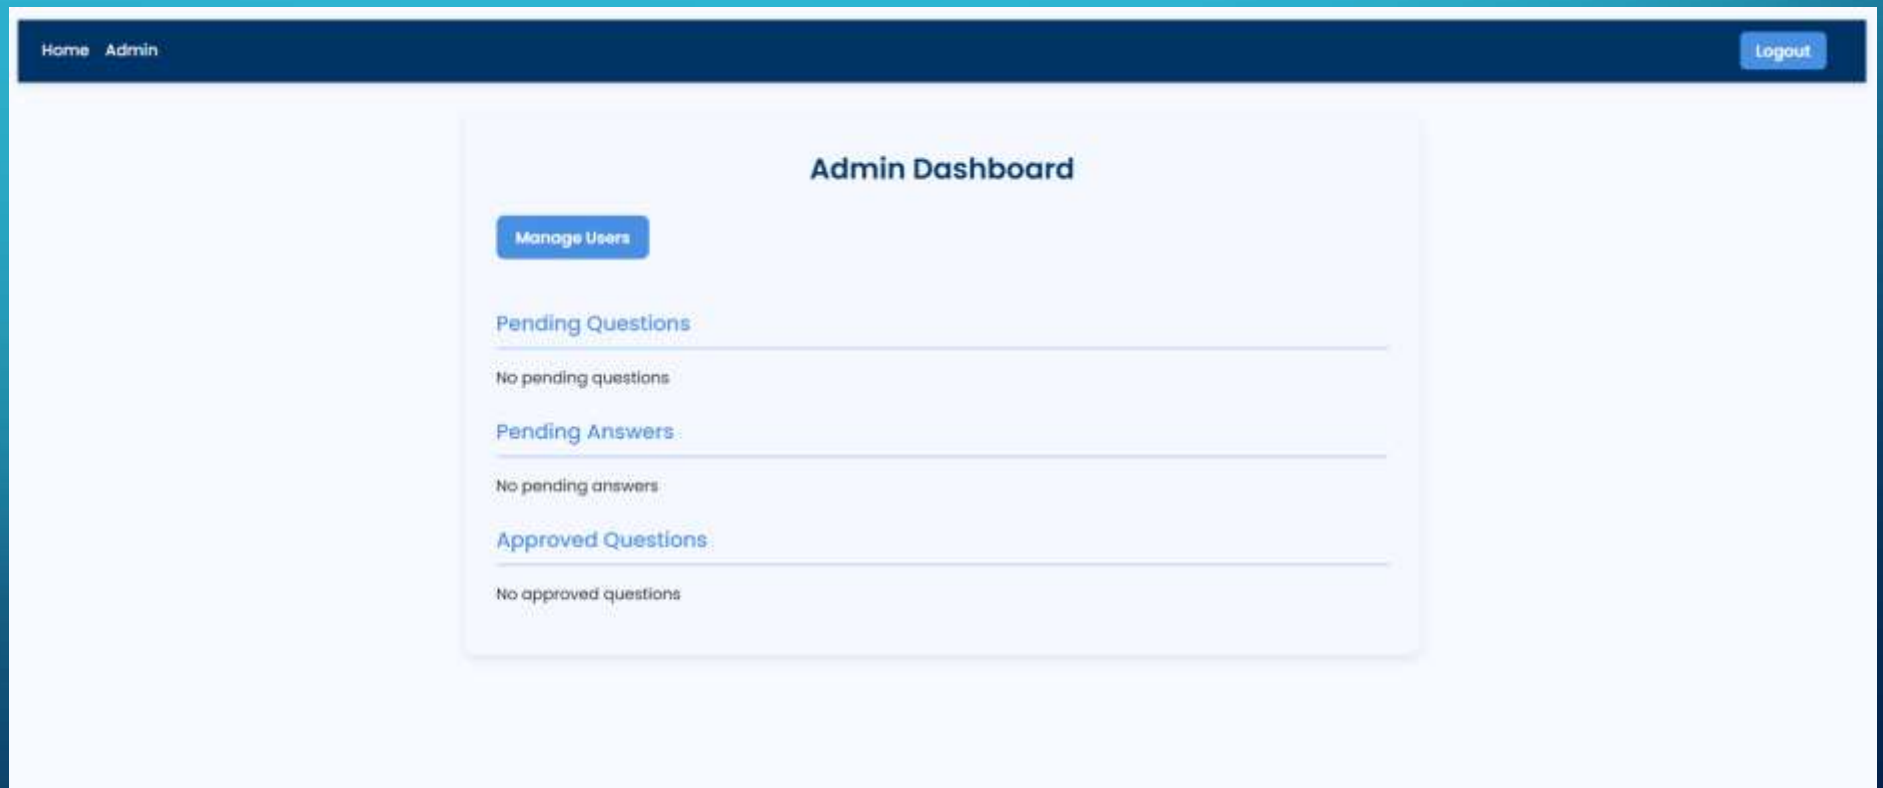 Home Admin Logout
Admin Dashboard
Manage Users
Pending Questions
No pending questions
Pending Answers
No pending answers
Approved Questions
No approved questions